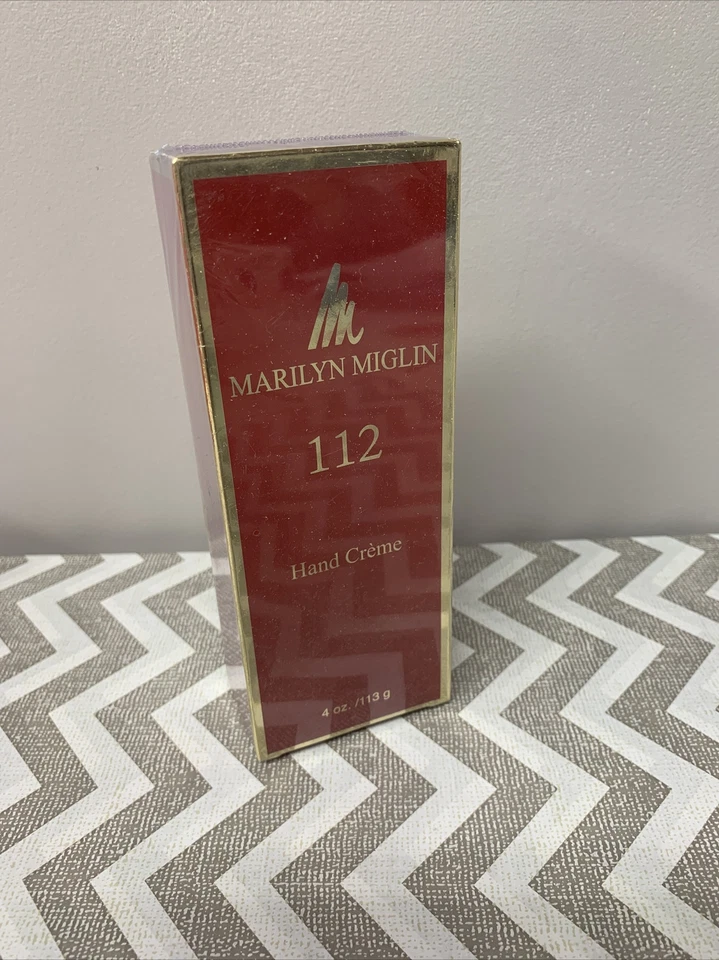 MARILYN MIGLIN
112
Hand Crème
4 oz. /113 g